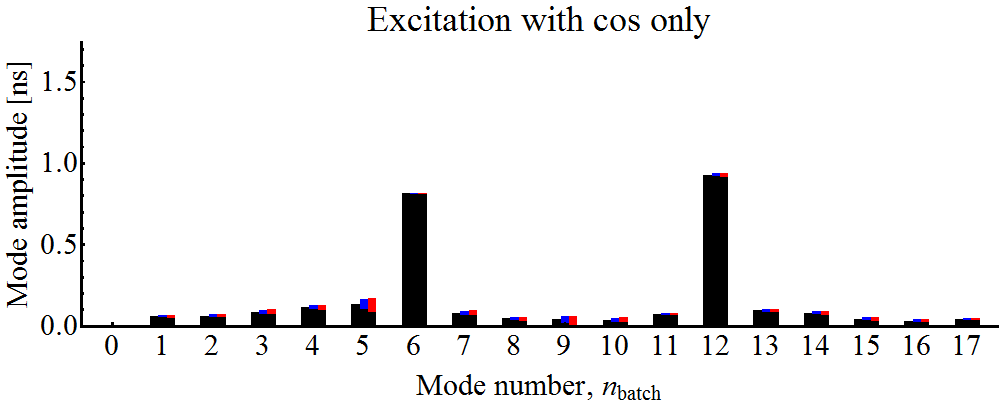 Excitation with cos only
Mode amplitude [ns]
1.5
1.0
0.5
0.0
0 1 2 3 4 5 6 7 8 9 10 11 12 13 14 15 16 17
Mode number, nbatch